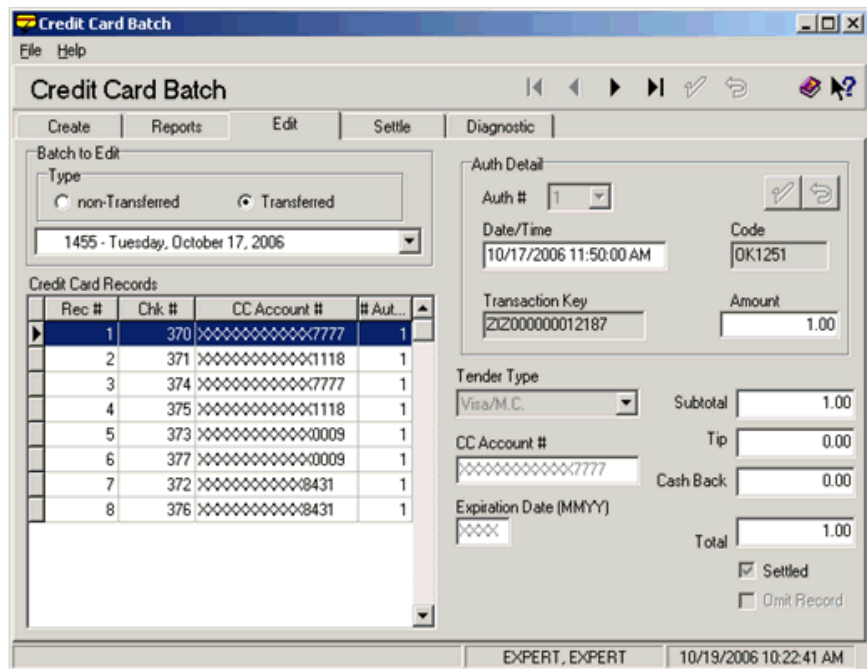 Credit Card Batch
File Help
Credit Card Batch
Create Reports Edit Settle Diagnostic
Batch to Edit
Type
non-Transferred Transferred
1455 - Tuesday, October 17, 2006
Credit Card Records
Rec # Chk # CC Account # # Aut...
1 370 XXXXXXXXXXXX7777 1
2 371 XXXXXXXXXXXX1118 1
3 374 XXXXXXXXXXXX7777 1
4 375 XXXXXXXXXXXX1118 1
5 373 XXXXXXXXXXXX0009 1
6 377 XXXXXXXXXXXX0009 1
7 372 XXXXXXXXXXX8431 1
8 376 XXXXXXXXXXX8431 1
Auth Detail
Auth # 1
Date/Time Code
10/17/2006 11:50:00 AM OK1251
Transaction Key Amount
ZIZ000000012187 1.00
Tender Type
Visa/M.C. Subtotal 1.00
Tip 0.00
CC Account #
XXXXXXXXXXXX7777
Cash Back 0.00
Expiration Date (MMYY)
XXXX
Total 1.00
Settled
Omit Record
EXPERT, EXPERT 10/19/2006 10:22:41 AM